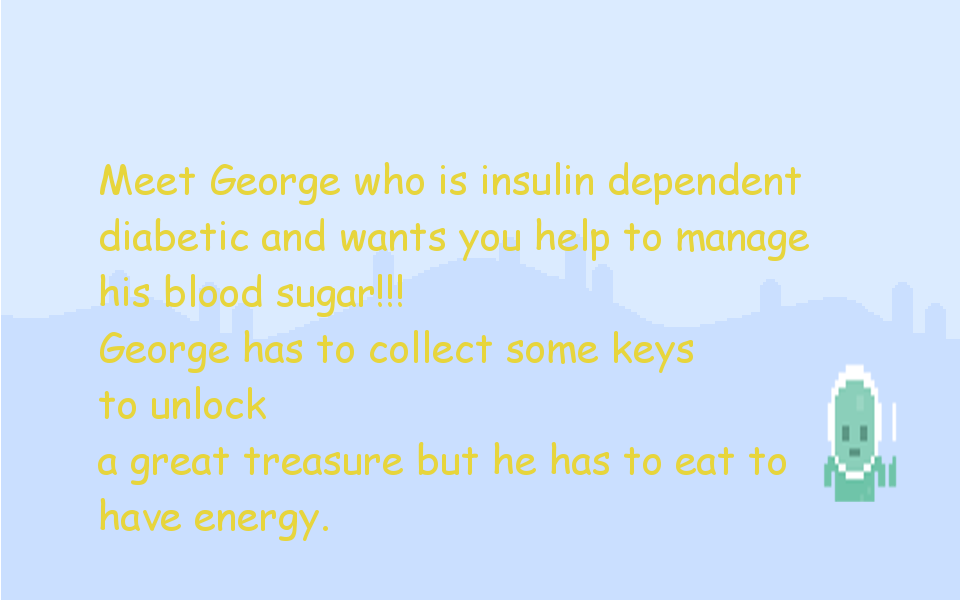 Meet George who is insulin dependent
diabetic and wants you help to manage
his blood sugar!!!
George has to collect some keys
to unlock
a great treasure but he has to eat to
have energy.